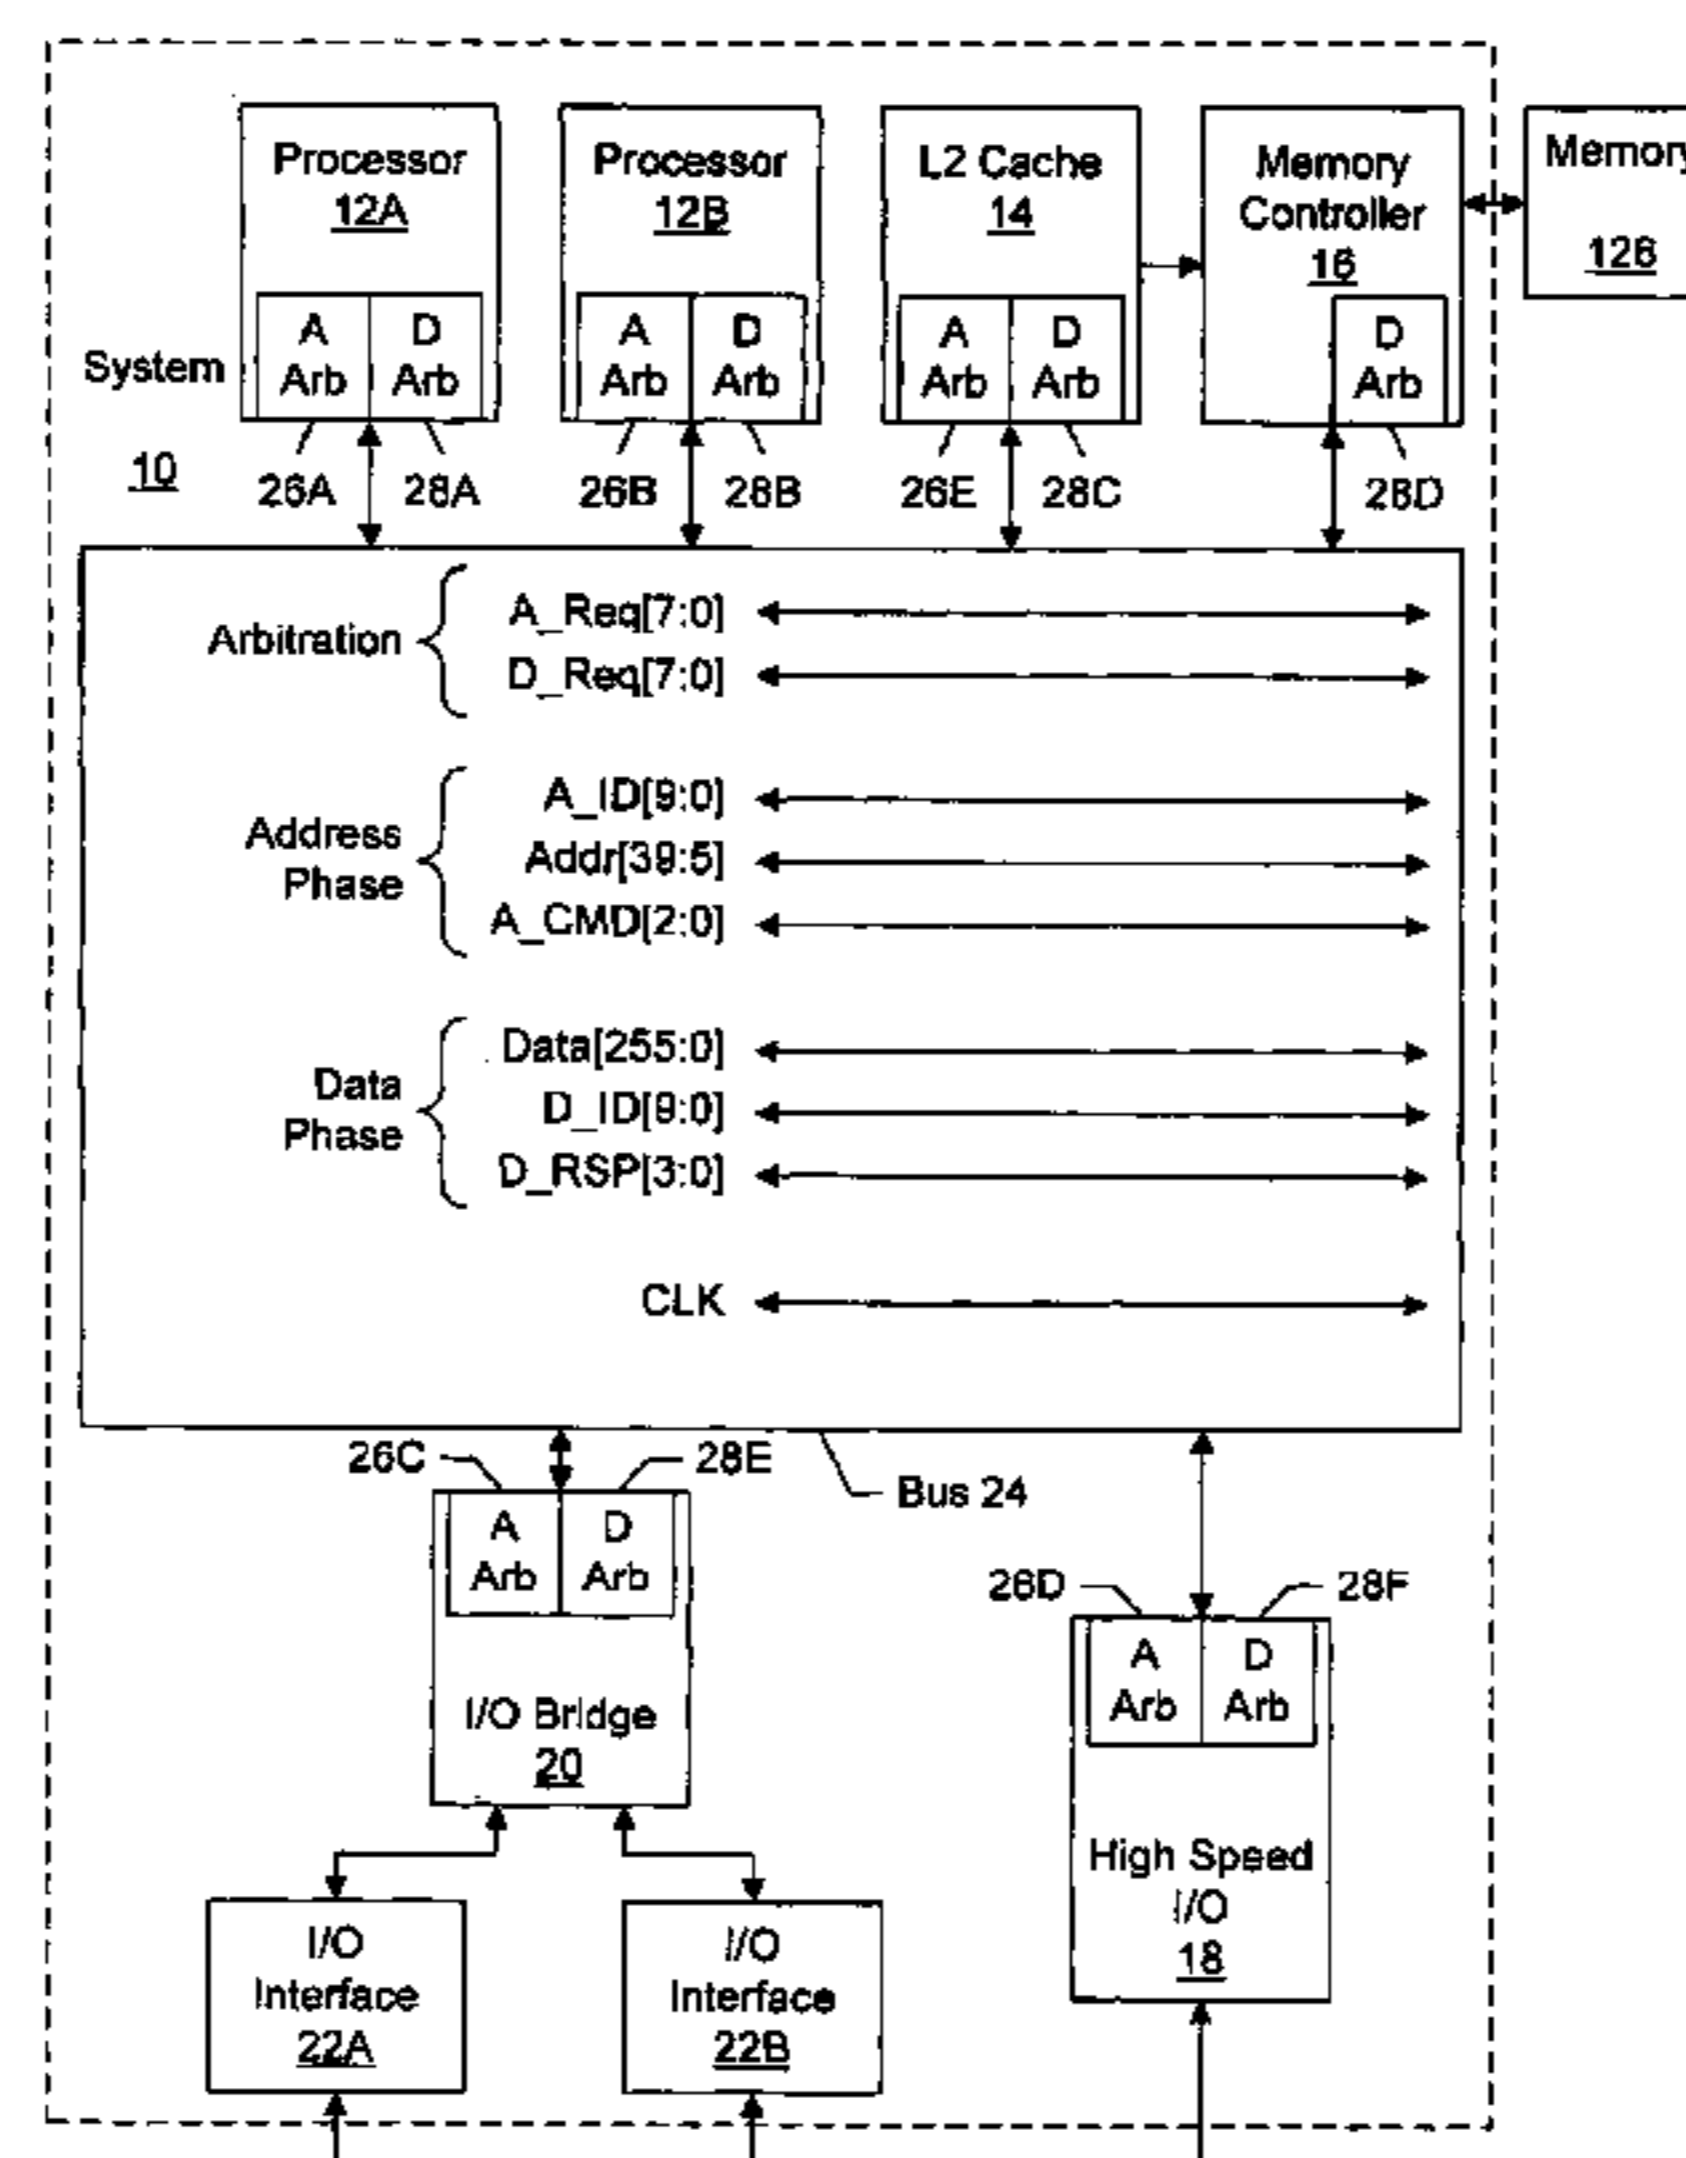 Processor
12A
Processor
12B
L2 Cache
14
Memory
Controller
16
Memory
126
A
Arb
D
Arb
A
Arb
D
Arb
A
Arb
D
Arb
D
Arb
System
10
26A
28A
26B
28B
26E
28C
28D
Arbitration
A_Req[7:0]
D_Req[7:0]
Address
Phase
A_ID[9:0]
Addr[39:5]
A_CMD[2:0]
Data
Phase
Data[255:0]
D_ID[9:0]
D_RSP[3:0]
CLK
26C
28E
Bus 24
A
Arb
D
Arb
I/O Bridge
20
26D
28F
A
Arb
D
Arb
High Speed
I/O
18
I/O
Interface
22A
I/O
Interface
22B